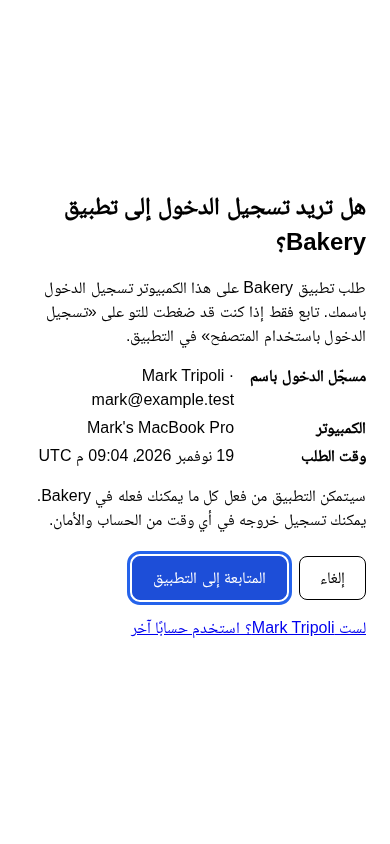 هل تريد تسجيل الدخول إلى تطبيق
Bakery؟
طلب تطبيق Bakery على هذا الكمبيوتر تسجيل الدخول
باسمك. تابع فقط إذا كنت قد ضغطت للتو على «تسجيل
الدخول باستخدام المتصفح» في التطبيق.
مسجّل الدخول باسم Mark Tripoli ·
mark@example.test
الكمبيوتر Mark's MacBook Pro
وقت الطلب 19 نوفمبر 2026، 09:04 م UTC
سيتمكن التطبيق من فعل كل ما يمكنك فعله في Bakery.
يمكنك تسجيل خروجه في أي وقت من الحساب والأمان.
إلغاء المتابعة إلى التطبيق
لست Mark Tripoli؟ استخدم حسابًا آخر